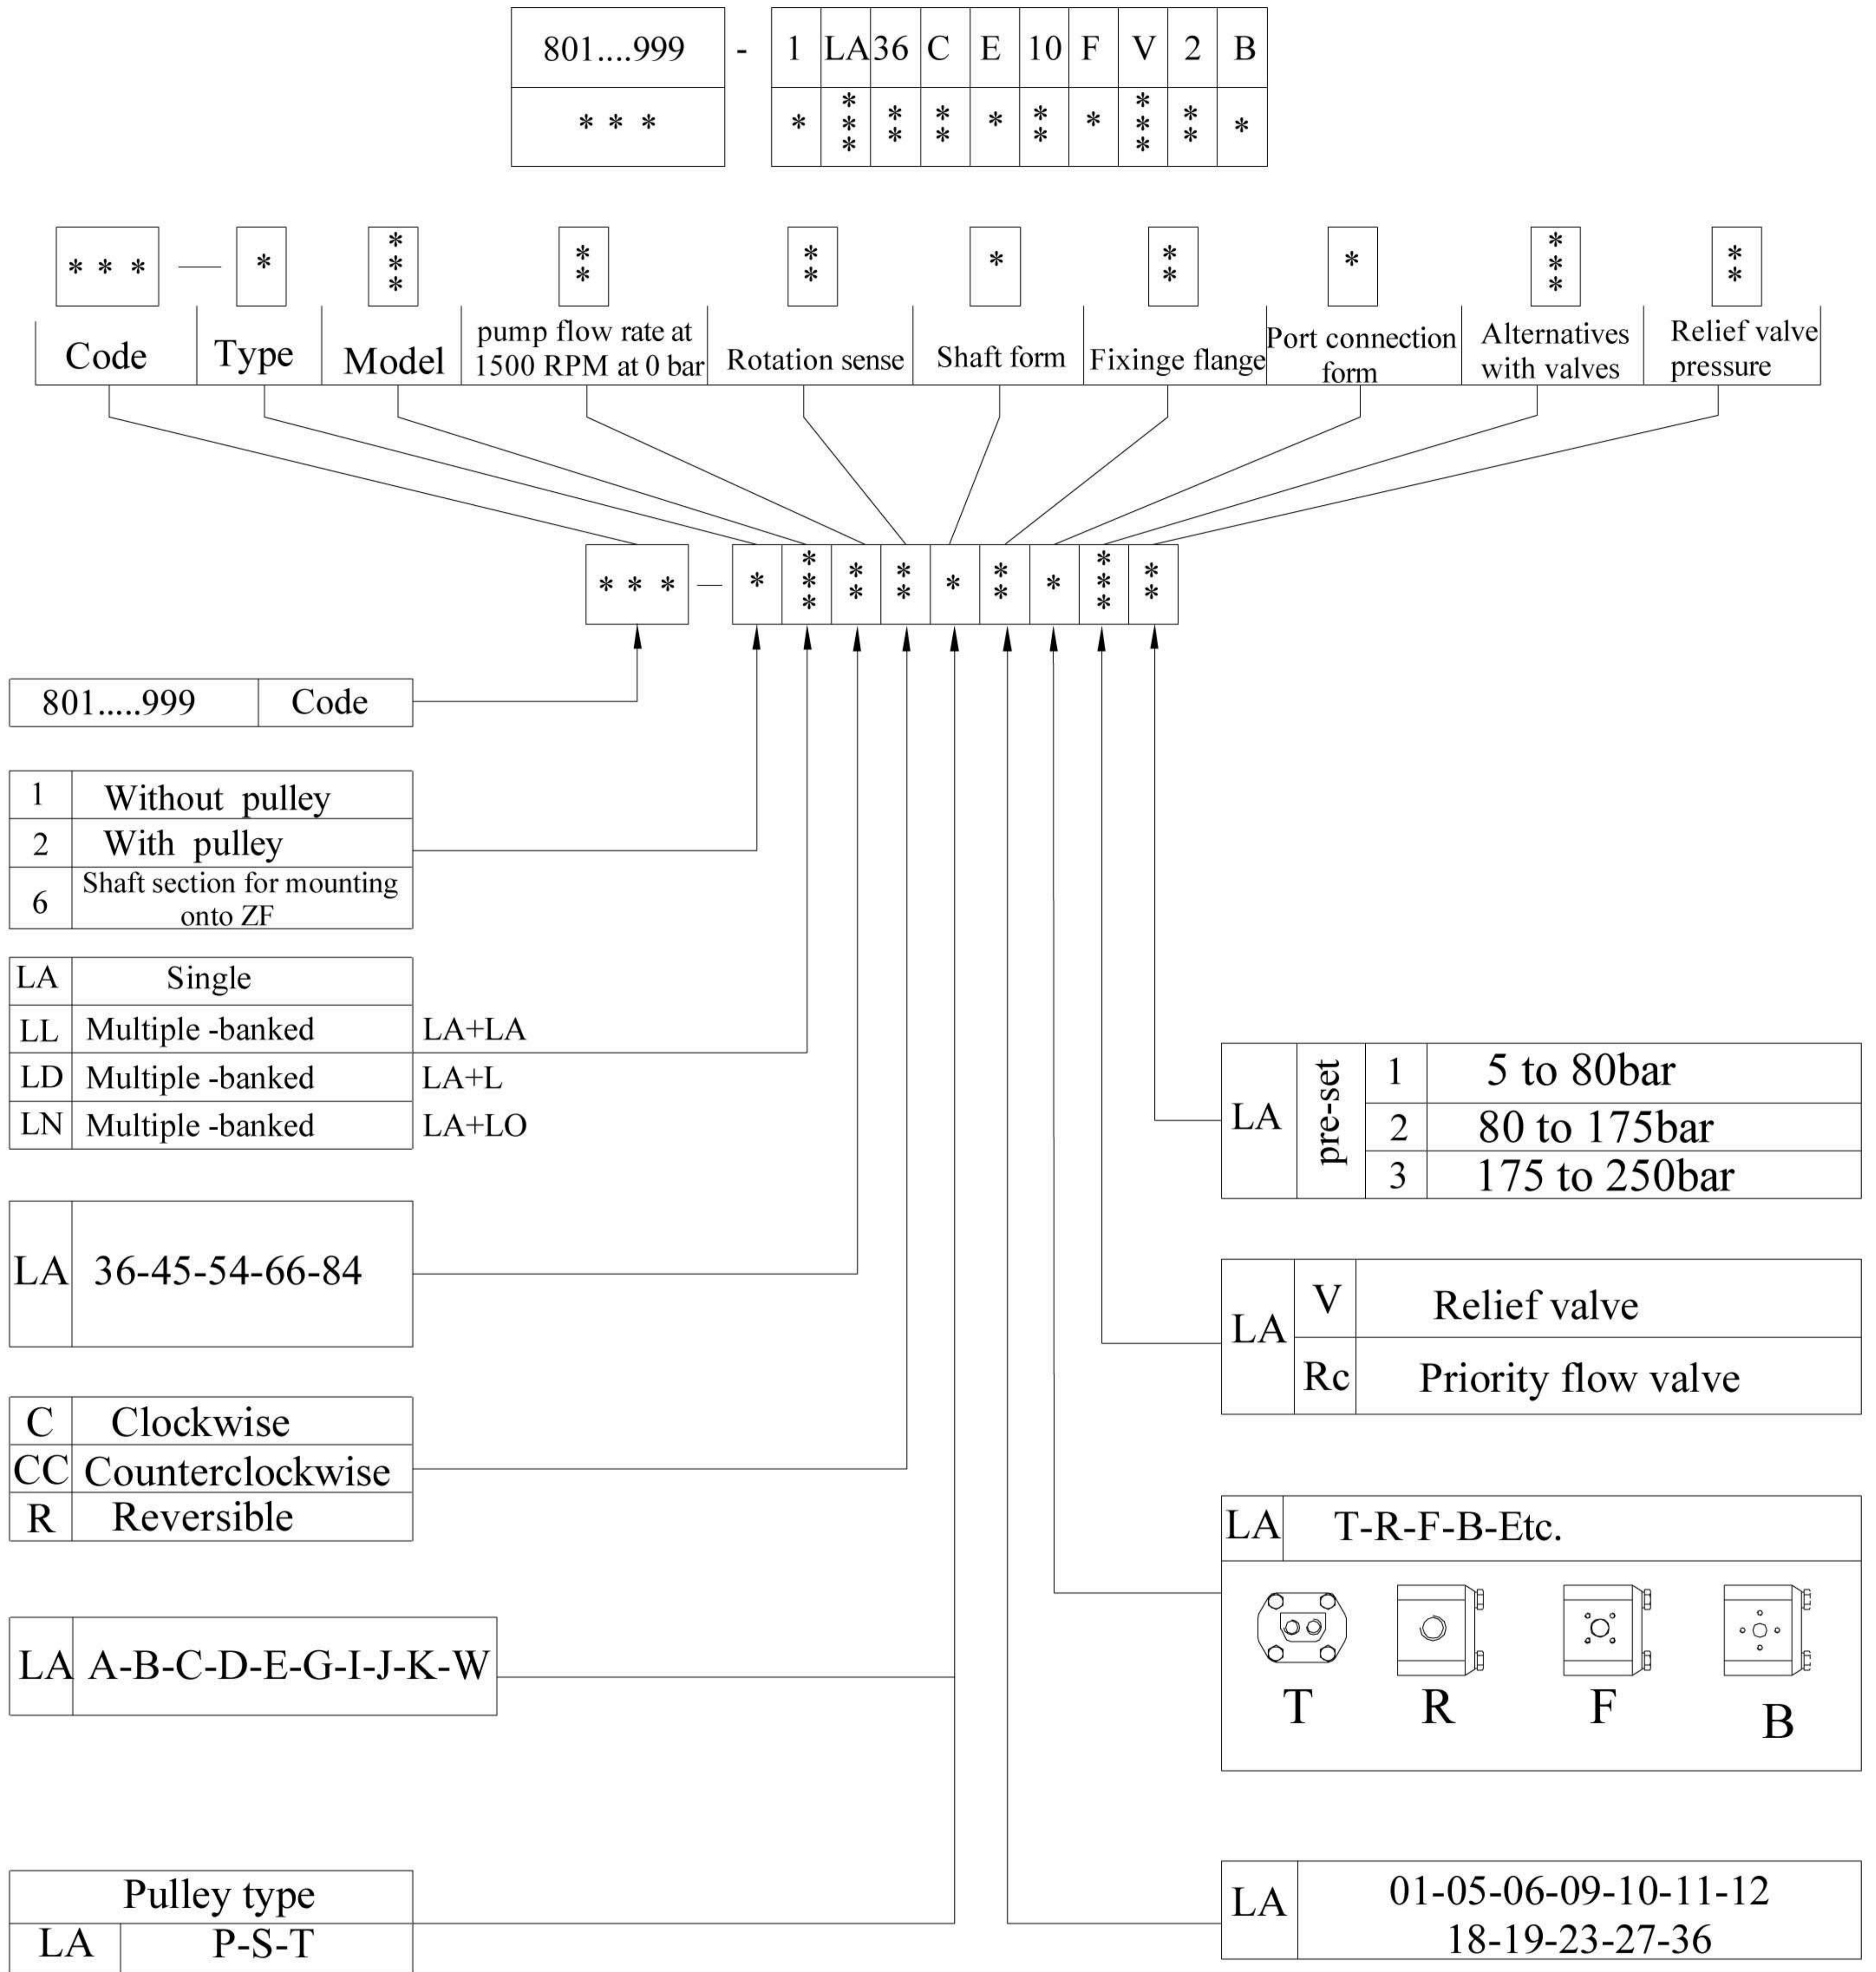 801....999 - 1 LA 36 C E 10 F V 2 B
* * * * *** ** ** * ** * *** ** *
* * * — * *** ** ** * ** * *** **
Code
Type
Model
pump flow rate at
1500 RPM at 0 bar
Rotation sense
Shaft form
Fixinge flange
Port connection
form
Alternatives
with valves
Relief valve
pressure
* * * — * *** ** ** * ** * *** **
801.....999 Code
1 Without pulley
2 With pulley
6 Shaft section for mounting
onto ZF
LA Single
LL Multiple -banked LA+LA
LD Multiple -banked LA+L
LN Multiple -banked LA+LO
LA 36-45-54-66-84
C Clockwise
CC Counterclockwise
R Reversible
LA A-B-C-D-E-G-I-J-K-W
Pulley type
LA P-S-T
LA pre-set
1 5 to 80bar
2 80 to 175bar
3 175 to 250bar
LA
V Relief valve
Rc Priority flow valve
LA T-R-F-B-Etc.
T R F B
LA 01-05-06-09-10-11-12
18-19-23-27-36